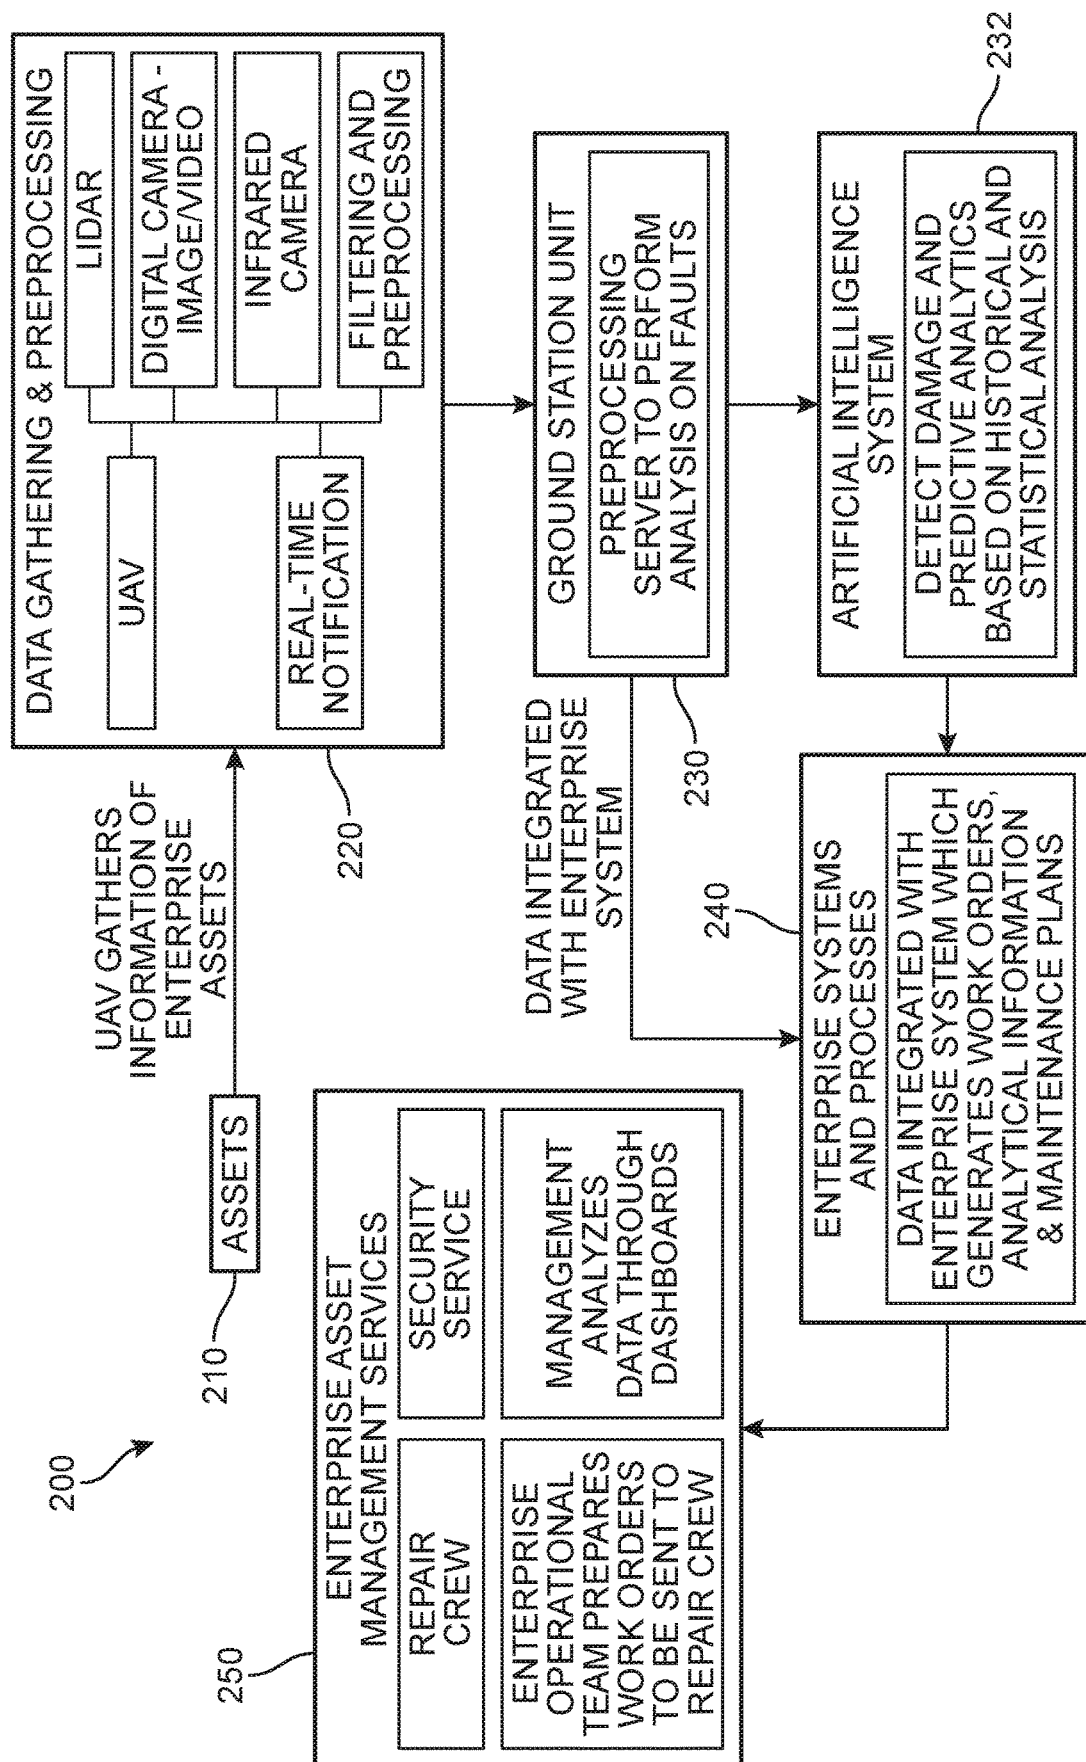 200
210
ASSETS
UAV GATHERS
INFORMATION OF
ENTERPRISE
ASSETS
220
DATA GATHERING & PREPROCESSING
UAV
REAL-TIME
NOTIFICATION
LIDAR
DIGITAL CAMERA -
IMAGE/VIDEO
INFRARED
CAMERA
FILTERING AND
PREPROCESSING
250
ENTERPRISE ASSET
MANAGEMENT SERVICES
REPAIR
CREW
SECURITY
SERVICE
ENTERPRISE
OPERATIONAL
TEAM PREPARES
WORK ORDERS
TO BE SENT TO
REPAIR CREW
MANAGEMENT
ANALYZES
DATA THROUGH
DASHBOARDS
DATA INTEGRATED
WITH ENTERPRISE
SYSTEM
230
GROUND STATION UNIT
PREPROCESSING
SERVER TO PERFORM
ANALYSIS ON FAULTS
240
ENTERPRISE SYSTEMS
AND PROCESSES
DATA INTEGRATED WITH
ENTERPRISE SYSTEM WHICH
GENERATES WORK ORDERS,
ANALYTICAL INFORMATION
& MAINTENANCE PLANS
ARTIFICIAL INTELLIGENCE
SYSTEM
232
DETECT DAMAGE AND
PREDICTIVE ANALYTICS
BASED ON HISTORICAL AND
STATISTICAL ANALYSIS